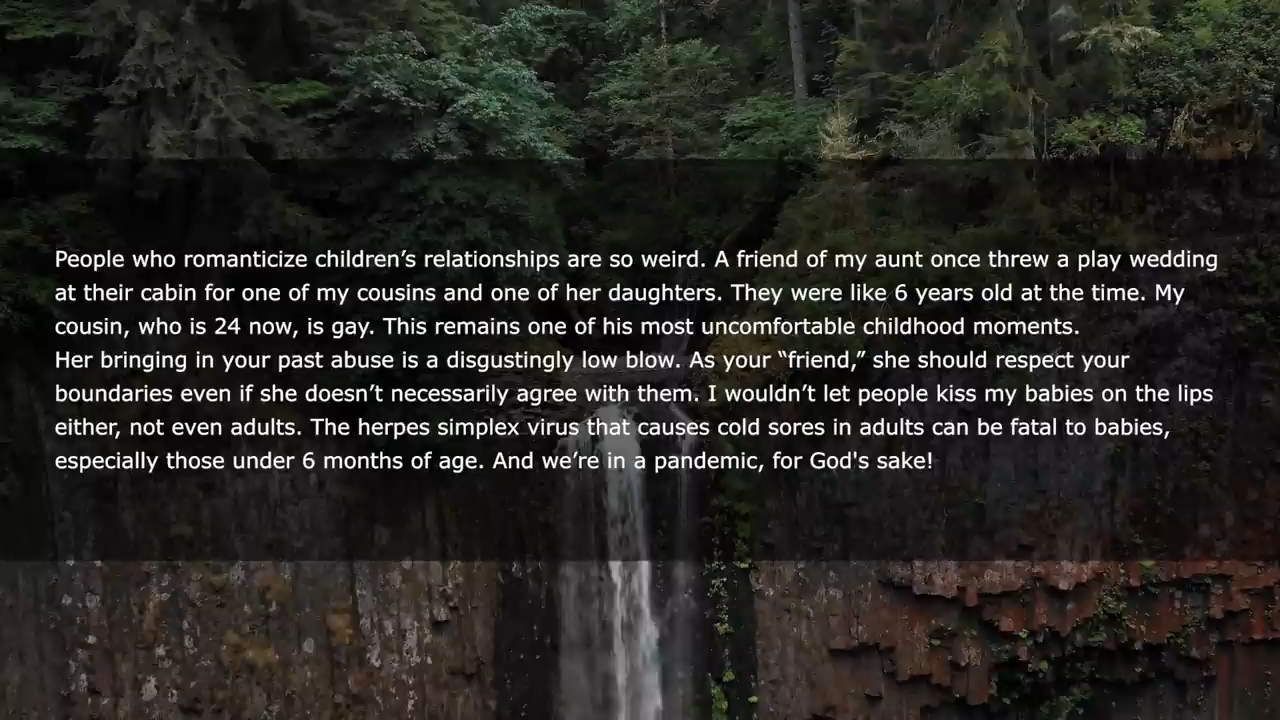 People who romanticize children’s relationships are so weird. A friend of my aunt once threw a play wedding
at their cabin for one of my cousins and one of her daughters. They were like 6 years old at the time. My
cousin, who is 24 now, is gay. This remains one of his most uncomfortable childhood moments.
Her bringing in your past abuse is a disgustingly low blow. As your “friend,” she should respect your
boundaries even if she doesn’t necessarily agree with them. I wouldn’t let people kiss my babies on the lips
either, not even adults. The herpes simplex virus that causes cold sores in adults can be fatal to babies,
especially those under 6 months of age. And we’re in a pandemic, for God's sake!